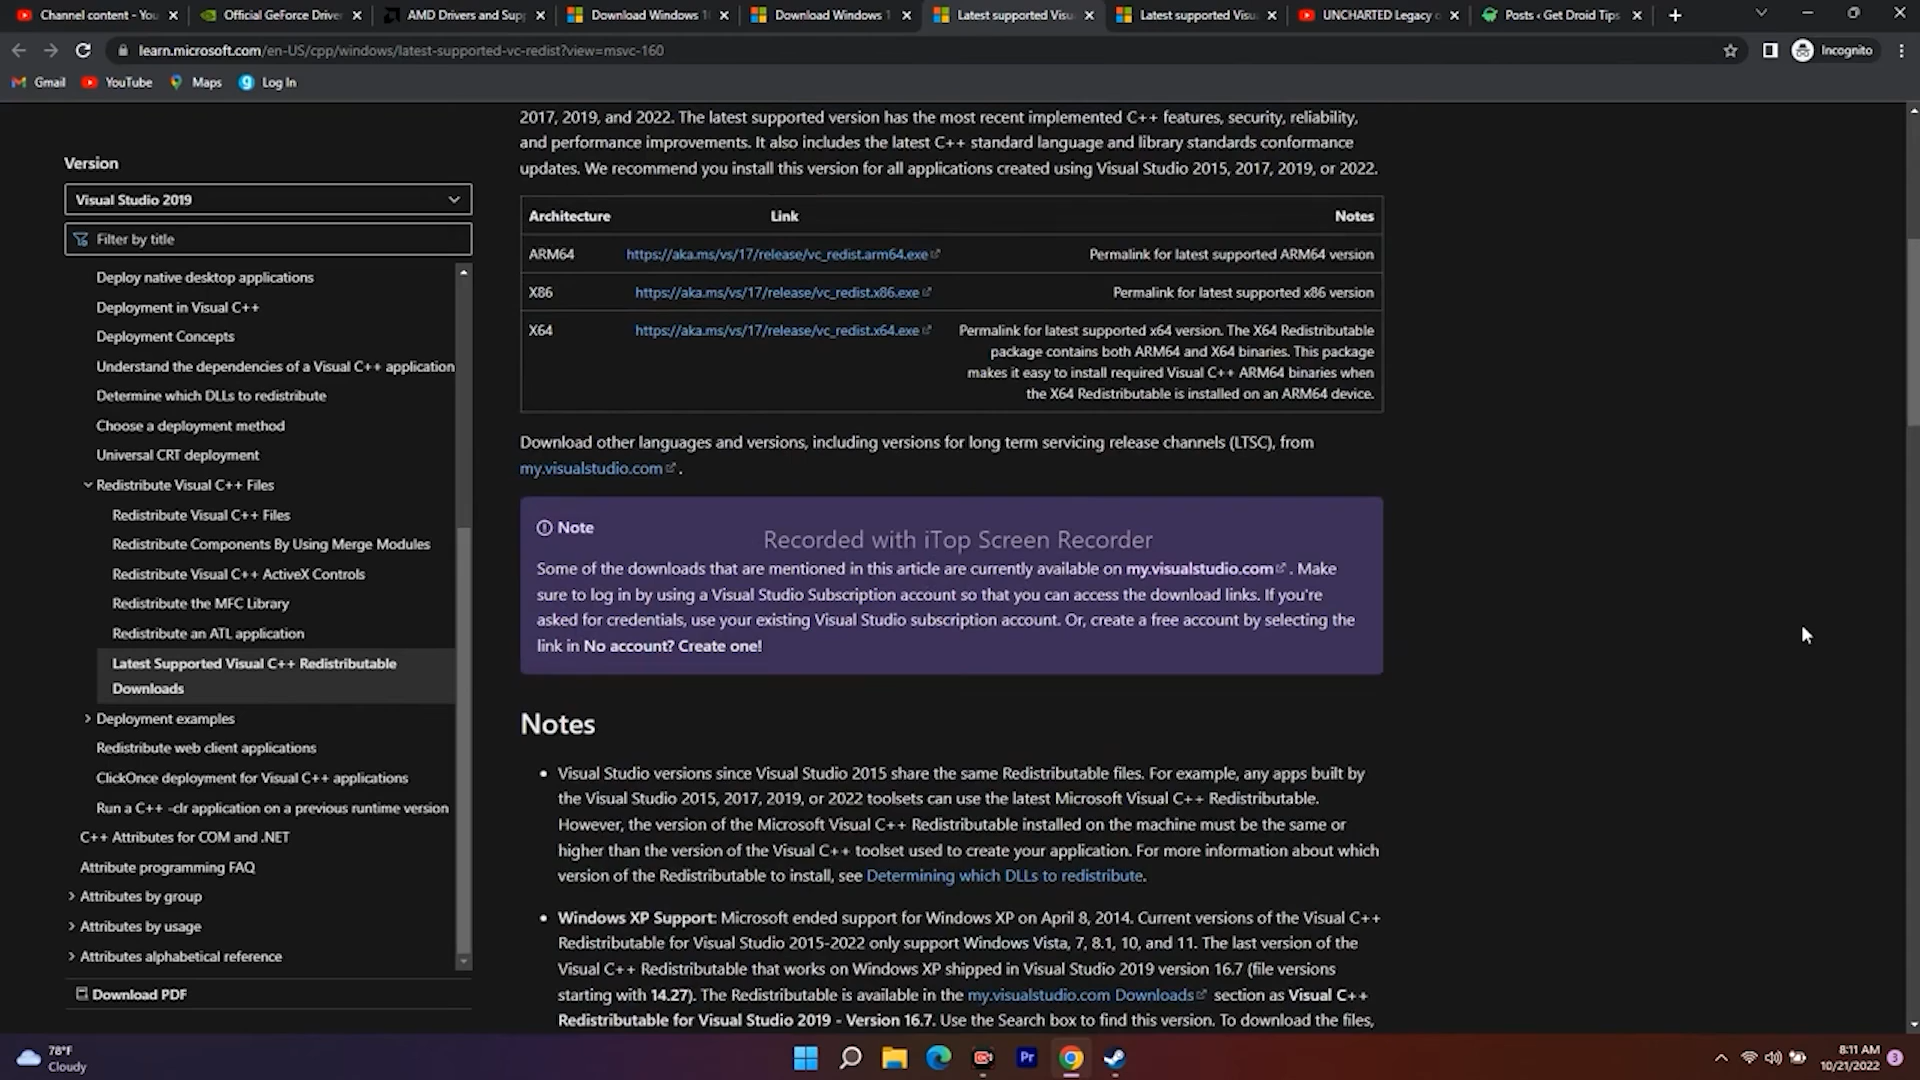 Channel content - You
Official GeForce Drive
AMD Drivers and Sup
Download Windows 1
Download Windows 1
Latest supported Visu
Latest supported Visu
UNCHARTED Legacy o
Posts ‹ Get Droid Tips
learn.microsoft.com/en-US/cpp/windows/latest-supported-vc-redist?view=msvc-160
Incognito
Gmail
YouTube
Maps
Log In
Version
Visual Studio 2019
Filter by title
Deploy native desktop applications
Deployment in Visual C++
Deployment Concepts
Understand the dependencies of a Visual C++ application
Determine which DLLs to redistribute
Choose a deployment method
Universal CRT deployment
Redistribute Visual C++ Files
Redistribute Visual C++ Files
Redistribute Components By Using Merge Modules
Redistribute Visual C++ ActiveX Controls
Redistribute the MFC Library
Redistribute an ATL application
Latest Supported Visual C++ Redistributable
Downloads
Deployment examples
Redistribute web client applications
ClickOnce deployment for Visual C++ applications
Run a C++ -clr application on a previous runtime version
C++ Attributes for COM and .NET
Attribute programming FAQ
Attributes by group
Attributes by usage
Attributes alphabetical reference
Download PDF
2017, 2019, and 2022. The latest supported version has the most recent implemented C++ features, security, reliability,
and performance improvements. It also includes the latest C++ standard language and library standards conformance
updates. We recommend you install this version for all applications created using Visual Studio 2015, 2017, 2019, or 2022.
Architecture Link Notes
ARM64 https://aka.ms/vs/17/release/vc_redist.arm64.exe Permalink for latest supported ARM64 version
X86 https://aka.ms/vs/17/release/vc_redist.x86.exe Permalink for latest supported x86 version
X64 https://aka.ms/vs/17/release/vc_redist.x64.exe Permalink for latest supported x64 version. The X64 Redistributable
package contains both ARM64 and X64 binaries. This package
makes it easy to install required Visual C++ ARM64 binaries when
the X64 Redistributable is installed on an ARM64 device.
Download other languages and versions, including versions for long term servicing release channels (LTSC), from
my.visualstudio.com .
Note
Recorded with iTop Screen Recorder
Some of the downloads that are mentioned in this article are currently available on my.visualstudio.com . Make
sure to log in by using a Visual Studio Subscription account so that you can access the download links. If you're
asked for credentials, use your existing Visual Studio subscription account. Or, create a free account by selecting the
link in No account? Create one!
Notes
• Visual Studio versions since Visual Studio 2015 share the same Redistributable files. For example, any apps built by
the Visual Studio 2015, 2017, 2019, or 2022 toolsets can use the latest Microsoft Visual C++ Redistributable.
However, the version of the Microsoft Visual C++ Redistributable installed on the machine must be the same or
higher than the version of the Visual C++ toolset used to create your application. For more information about which
version of the Redistributable to install, see Determining which DLLs to redistribute.
• Windows XP Support: Microsoft ended support for Windows XP on April 8, 2014. Current versions of the Visual C++
Redistributable for Visual Studio 2015-2022 only support Windows Vista, 7, 8.1, 10, and 11. The last version of the
Visual C++ Redistributable that works on Windows XP shipped in Visual Studio 2019 version 16.7 (file versions
starting with 14.27). The Redistributable is available in the my.visualstudio.com Downloads section as Visual C++
Redistributable for Visual Studio 2019 - Version 16.7. Use the Search box to find this version. To download the files,
78°F
Cloudy
Pr
8:11 AM
10/21/2022
3